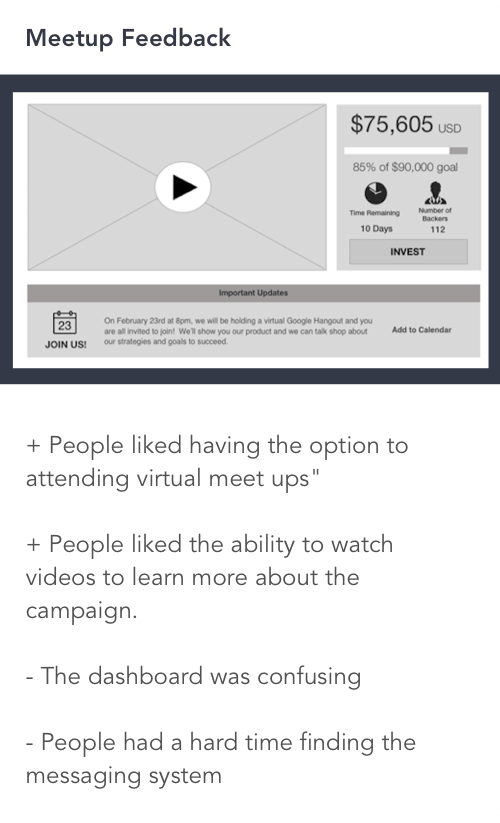 Meetup Feedback
$75,605 USD
85% of $90,000 goal
Time Remaining
10 Days
Number of
Backers
112
INVEST
Important Updates
23
JOIN US!
On February 23rd at 8pm, we will be holding a virtual Google Hangout and you
are all invited to join! We'll show you our product and we can talk shop about
our strategies and goals to succeed.
Add to Calendar
+ People liked having the option to
attending virtual meet ups"
+ People liked the ability to watch
videos to learn more about the
campaign.
- The dashboard was confusing
- People had a hard time finding the
messaging system